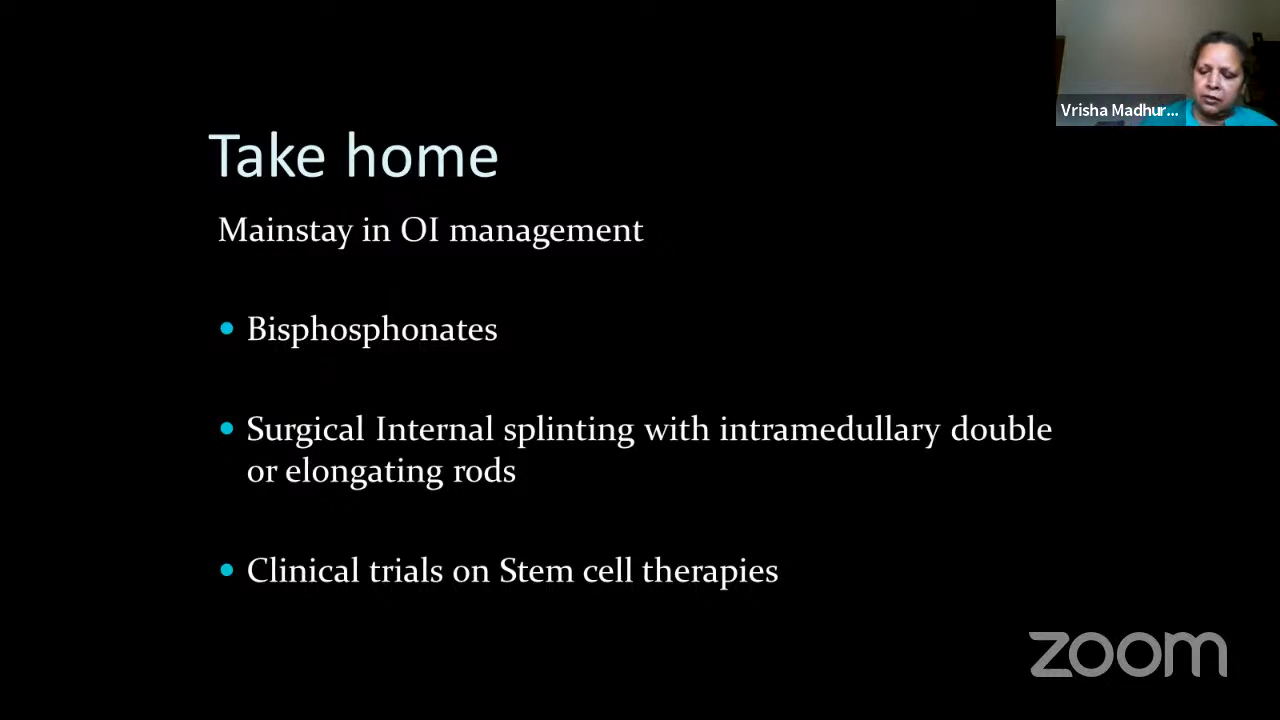 Vrisha Madhur...
Take home
Mainstay in OI management
• Bisphosphonates
• Surgical Internal splinting with intramedullary double
or elongating rods
• Clinical trials on Stem cell therapies
zoom